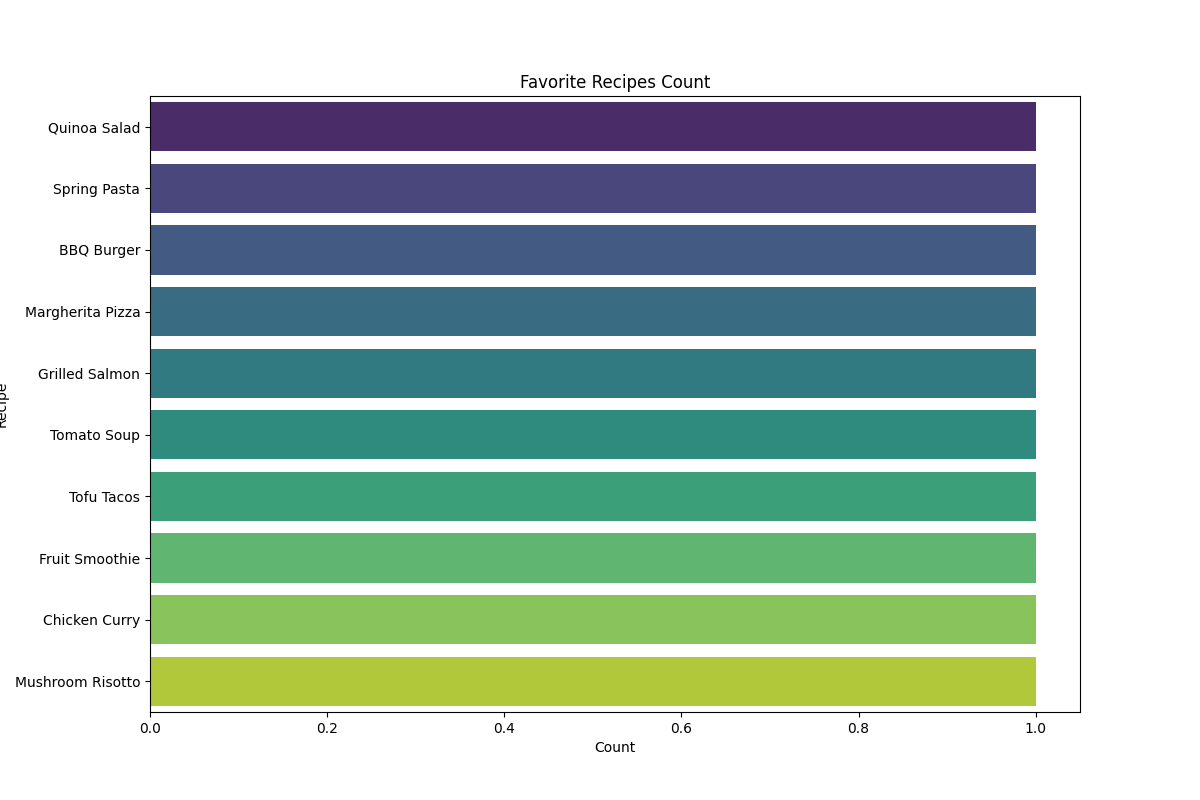 Favorite Recipes Count
Quinoa Salad
Spring Pasta
BBQ Burger
Margherita Pizza
Grilled Salmon
Tomato Soup
Tofu Tacos
Fruit Smoothie
Chicken Curry
Mushroom Risotto
Recipe
0.0 0.2 0.4 0.6 0.8 1.0
Count